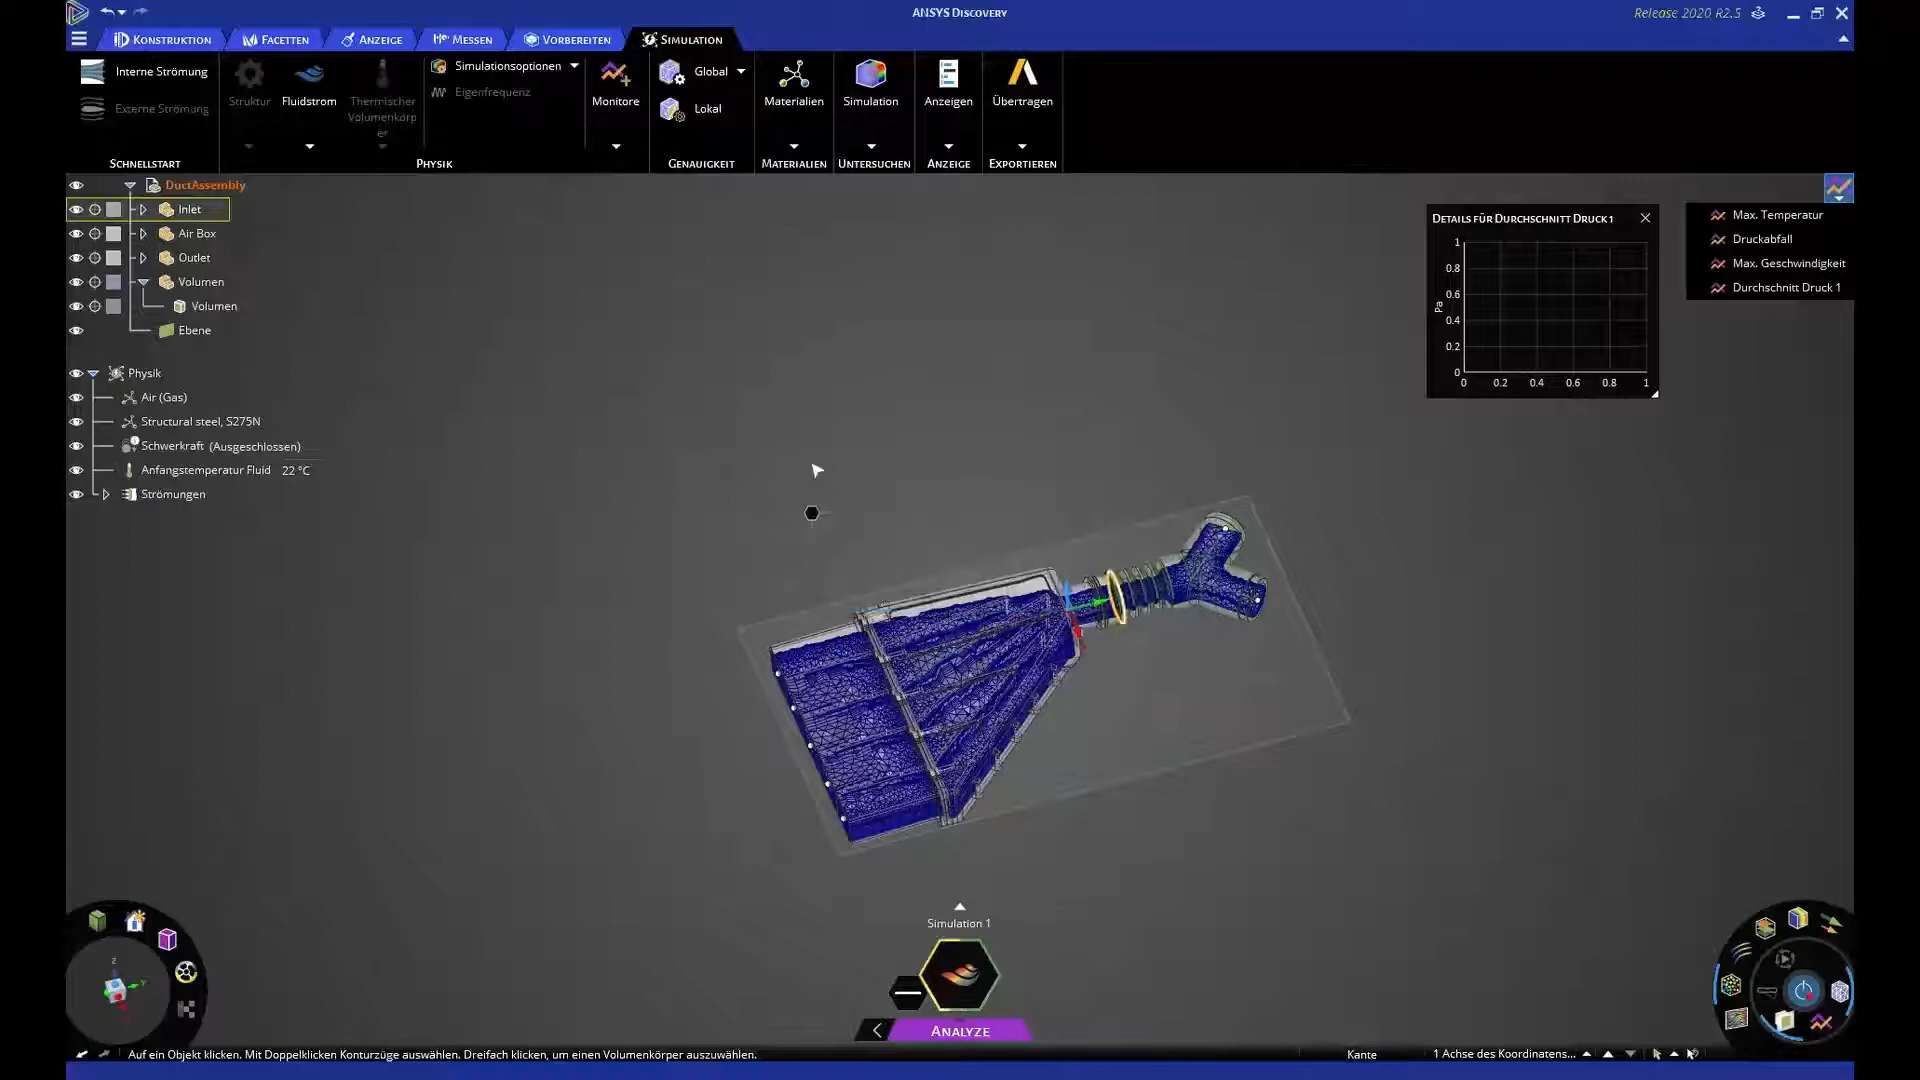 ANSYS DISCOVERY
Release 2020 R2.5
KONSTRUKTION
FACETTEN
ANZEIGE
MESSEN
VORBEREITEN
SIMULATION
Interne Strömung
Externe Strömung
SCHNELLSTART
Struktur
Fluidstrom
Thermischer
Volumenkörp
er
Simulationsoptionen
Eigenfrequenz
PHYSIK
Monitore
Global
Lokal
GENAUIGKEIT
Materialien
MATERIALIEN
Simulation
UNTERSUCHEN
Anzeigen
ANZEIGE
Übertragen
EXPORTIEREN
DuctAssembly
Inlet
Air Box
Outlet
Volumen
Volumen
Ebene
Physik
Air (Gas)
Structural steel, S275N
Schwerkraft (Ausgeschlossen)
Anfangstemperatur Fluid 22 °C
Strömungen
DETAILS FÜR DURCHSCHNITT DRUCK 1
1
0.8
0.6
0.4
0.2
0
Pa
0 0.2 0.4 0.6 0.8 1
Max. Temperatur
Druckabfall
Max. Geschwindigkeit
Durchschnitt Druck 1
Z
Y
Simulation 1
ANALYZE
Auf ein Objekt klicken. Mit Doppelklicken Konturzüge auswählen. Dreifach klicken, um einen Volumenkörper auszuwählen.
Kante
1 Achse des Koordinatens...